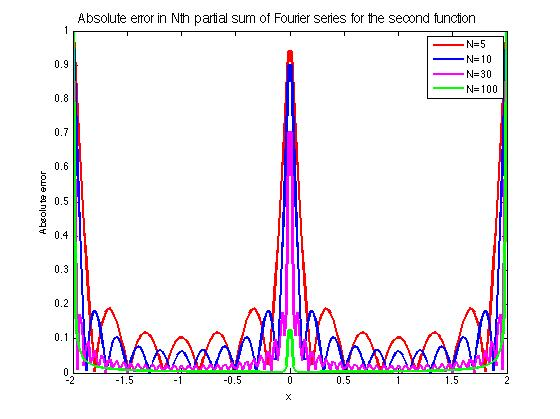 Absolute error in Nth partial sum of Fourier series for the second function
N=5
N=10
N=30
N=100
Absolute error
1
0.9
0.8
0.7
0.6
0.5
0.4
0.3
0.2
0.1
0
-2
-1.5
-1
-0.5
0
0.5
1
1.5
2
x